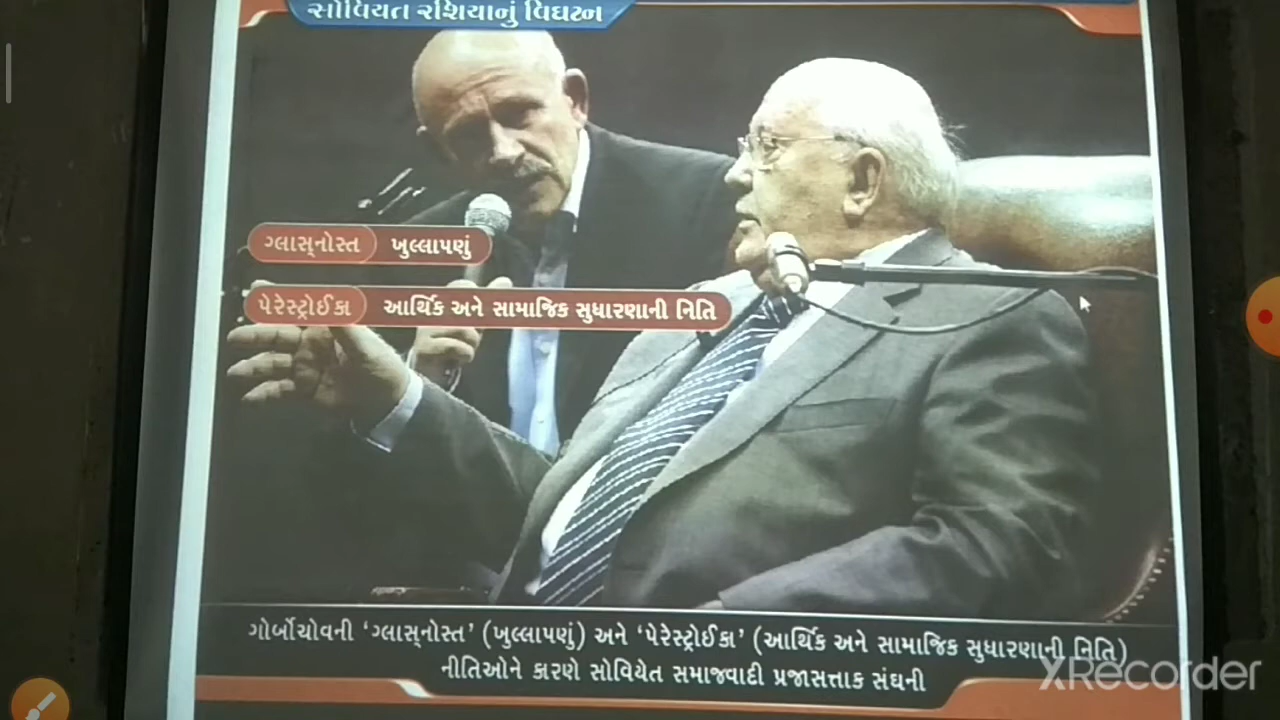 સોવિયત રશિયાનું વિઘટન
ગ્લાસ્નોસ્ત ખુલ્લાપણું
પેરેસ્ટ્રોઈકા આર્થિક અને સામાજિક સુધારણાની નિતિ
ગોર્બોચોવની ‘ગ્લાસ્નોસ્ત’ (ખુલ્લાપણું) અને ‘પેરેસ્ટ્રોઈકા’ (આર્થિક અને સામાજિક સુધારણાની નિતિ)
નીતિઓને કારણે સોવિયેત સમાજવાદી પ્રજાસત્તાક સંઘની
XRecorder